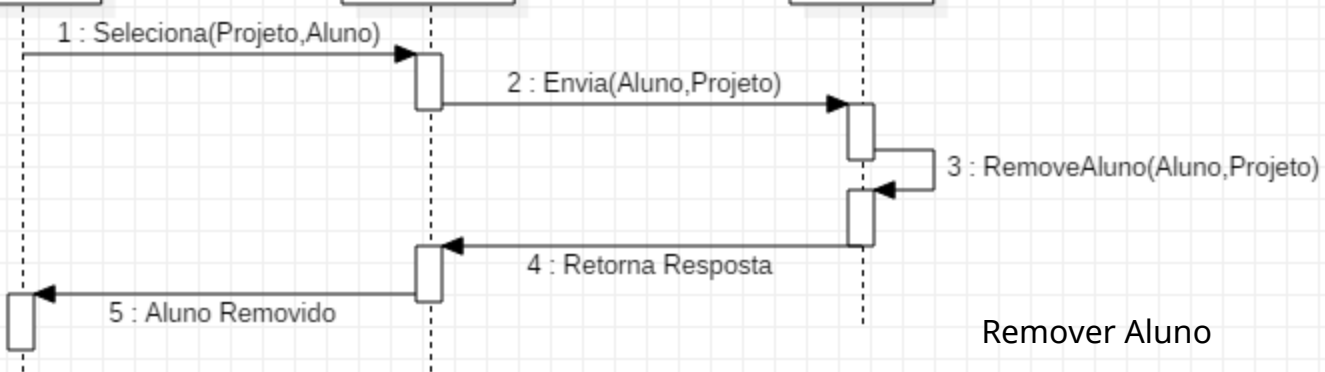 1 : Seleciona(Projeto,Aluno)
2 : Envia(Aluno,Projeto)
3 : RemoveAluno(Aluno,Projeto)
4 : Retorna Resposta
5 : Aluno Removido
Remover Aluno